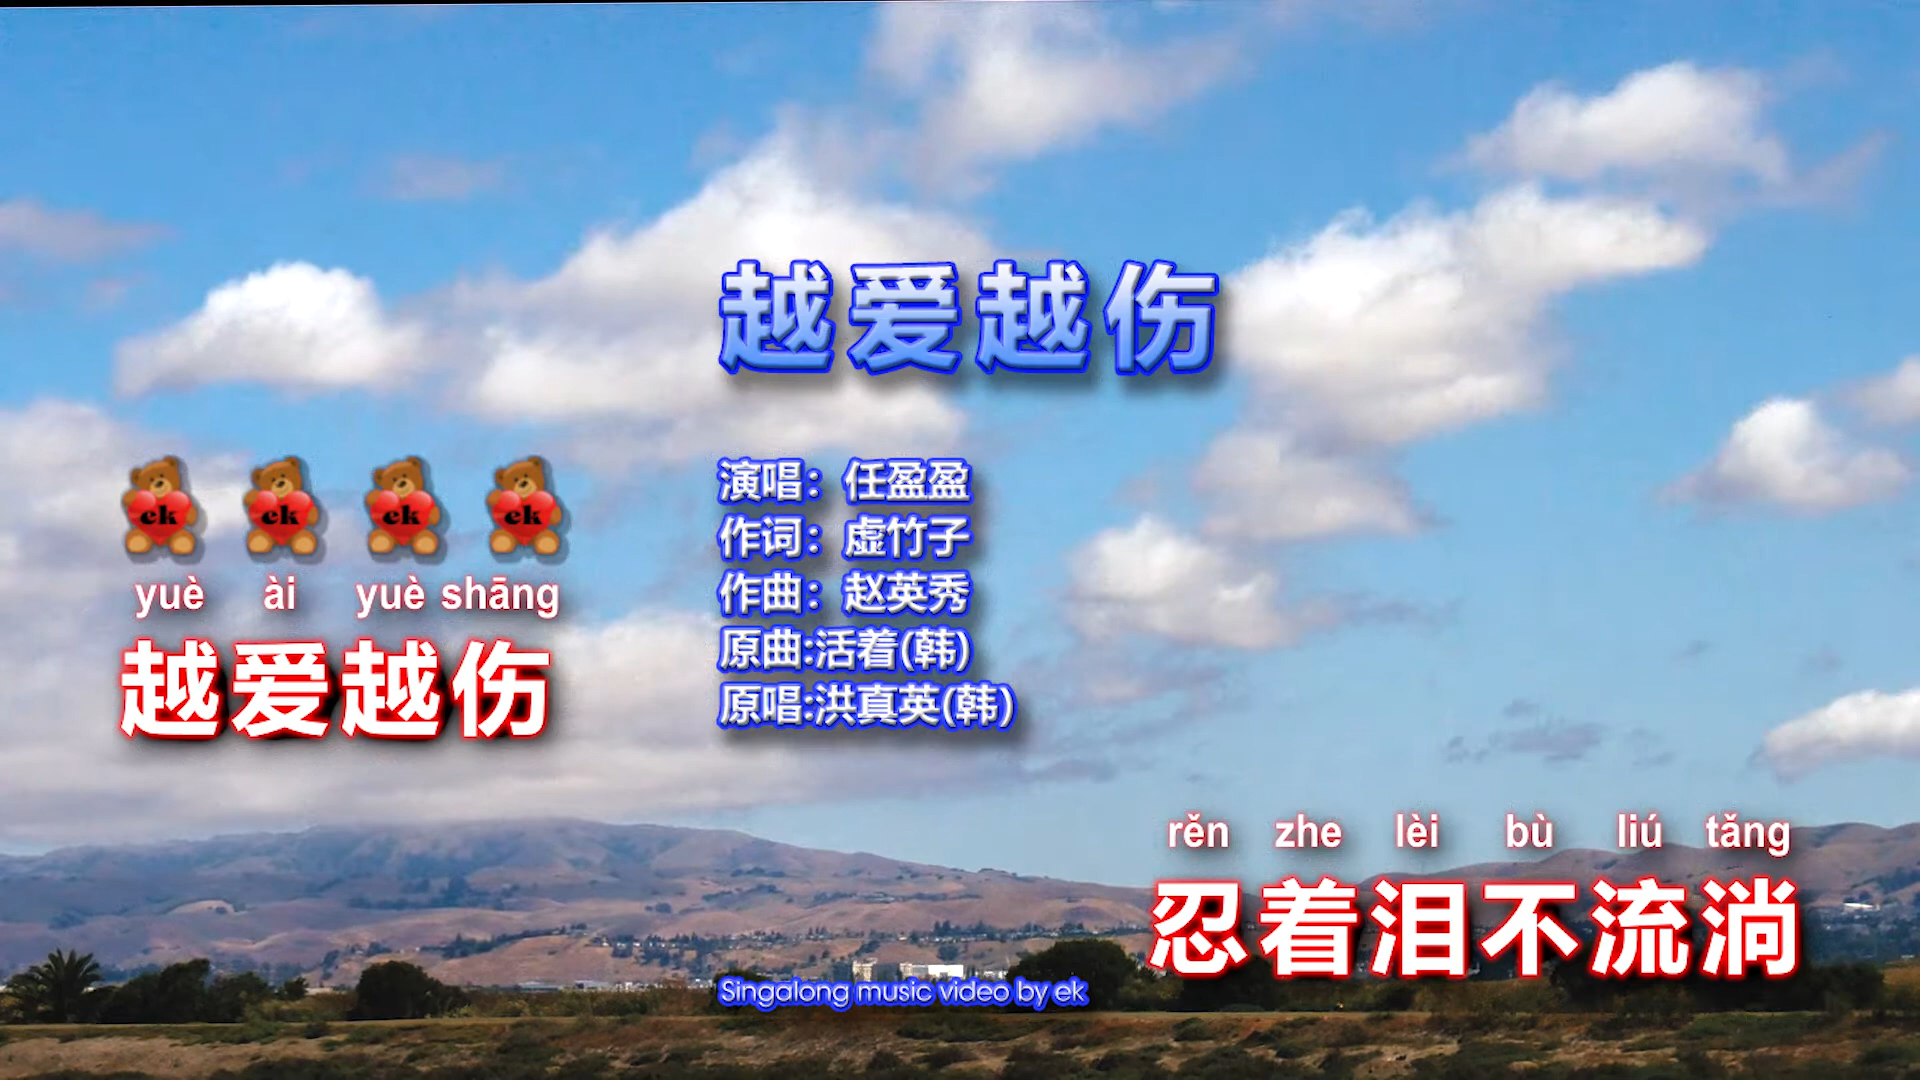 越爱越伤
演唱：任盈盈
作词：虚竹子
作曲：赵英秀
原曲:活着(韩)
原唱:洪真英(韩)
ek ek ek ek
yuè ài yuè shāng
越爱越伤
rěn zhe lèi bù liú tǎng
忍着泪不流淌
Singalong music video by ek